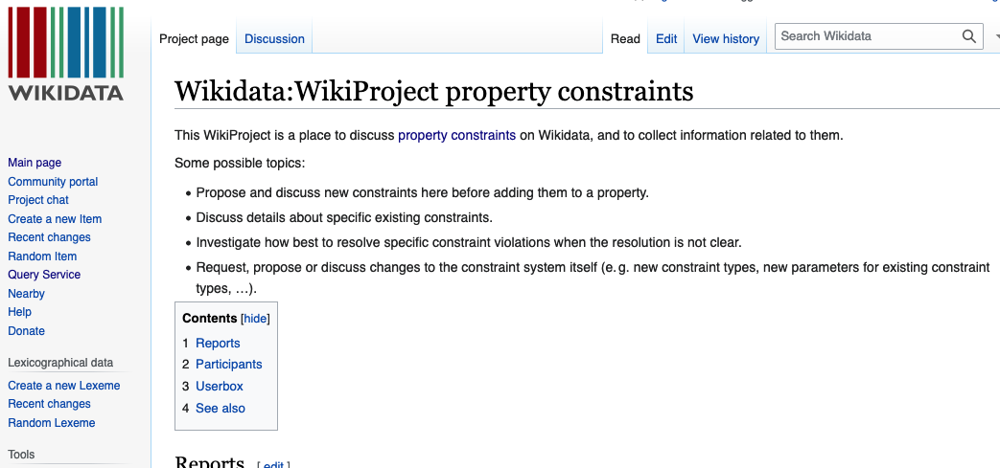 WIKIDATA
Project page
Discussion
Read
Edit
View history
Search Wikidata
Main page
Community portal
Project chat
Create a new Item
Recent changes
Random Item
Query Service
Nearby
Help
Donate
Lexicographical data
Create a new Lexeme
Recent changes
Random Lexeme
Tools
Wikidata:WikiProject property constraints
This WikiProject is a place to discuss property constraints on Wikidata, and to collect information related to them.
Some possible topics:
• Propose and discuss new constraints here before adding them to a property.
• Discuss details about specific existing constraints.
• Investigate how best to resolve specific constraint violations when the resolution is not clear.
• Request, propose or discuss changes to the constraint system itself (e. g. new constraint types, new parameters for existing constraint
types, …).
Contents [hide]
1 Reports
2 Participants
3 Userbox
4 See also
Reports [ edit ]